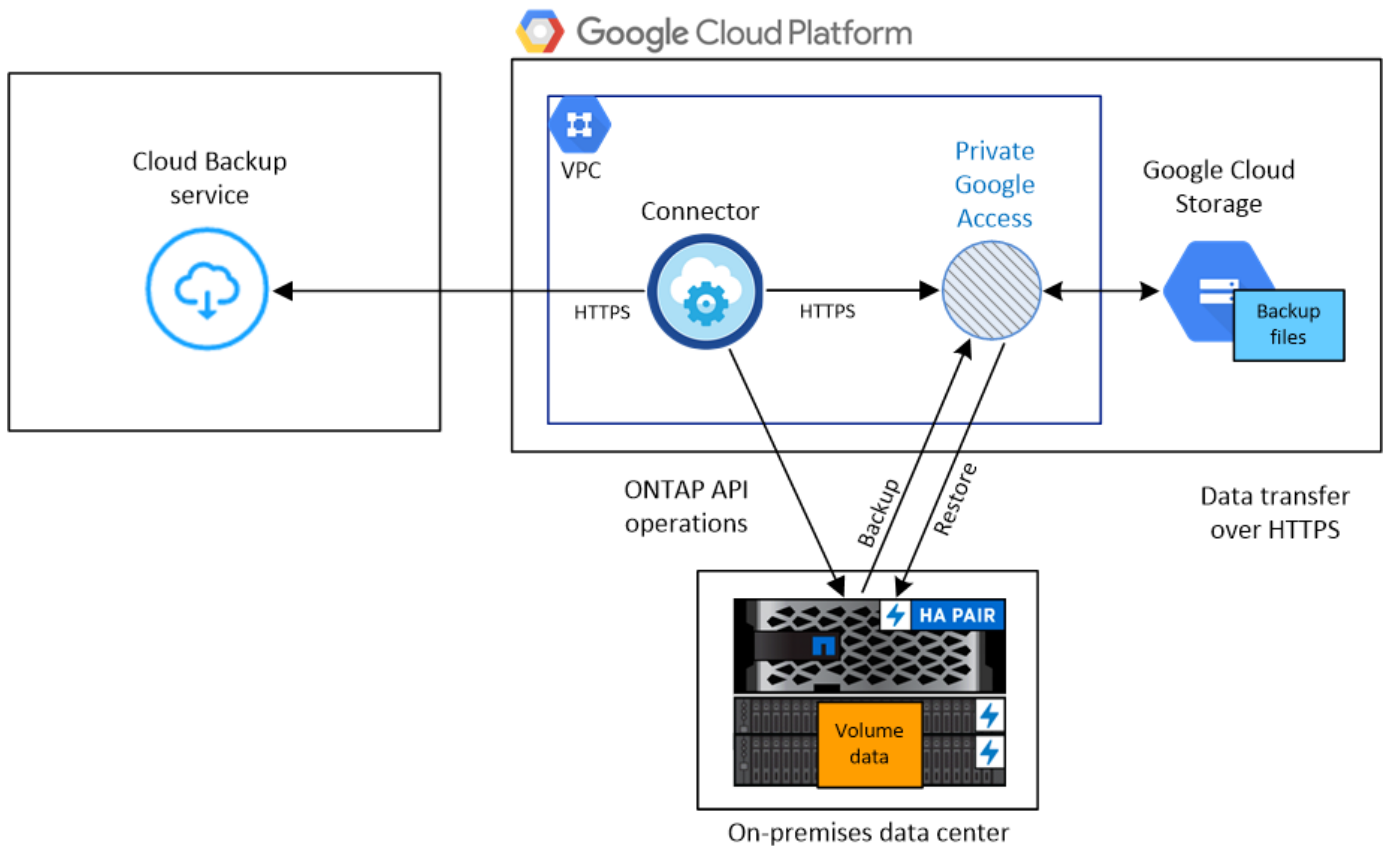 Google Cloud Platform
Cloud Backup
service
VPC
Connector
Private
Google
Access
Google Cloud
Storage
HTTPS
HTTPS
Backup
files
ONTAP API
operations
Backup
Restore
Data transfer
over HTTPS
HA PAIR
Volume
data
On-premises data center